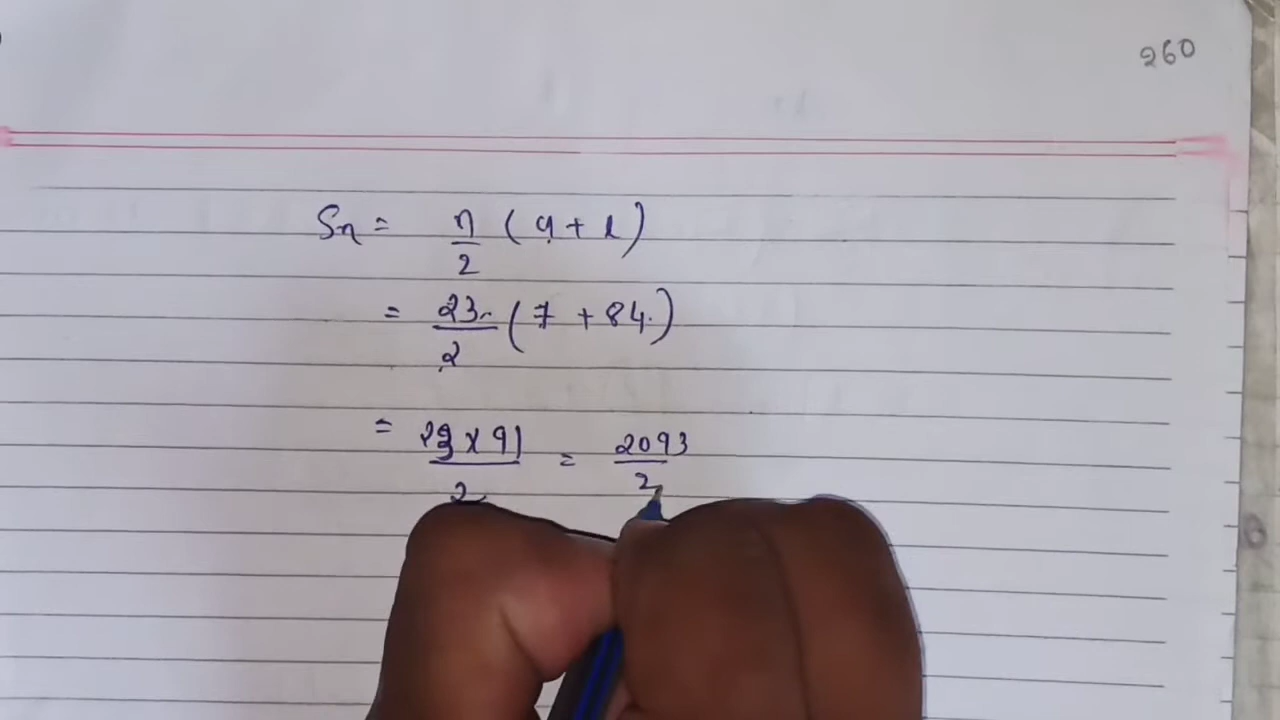 260
Sn = n/2 (a + l)
= 23/2 (7 + 84)
= 23 x 91/2 = 2093/2